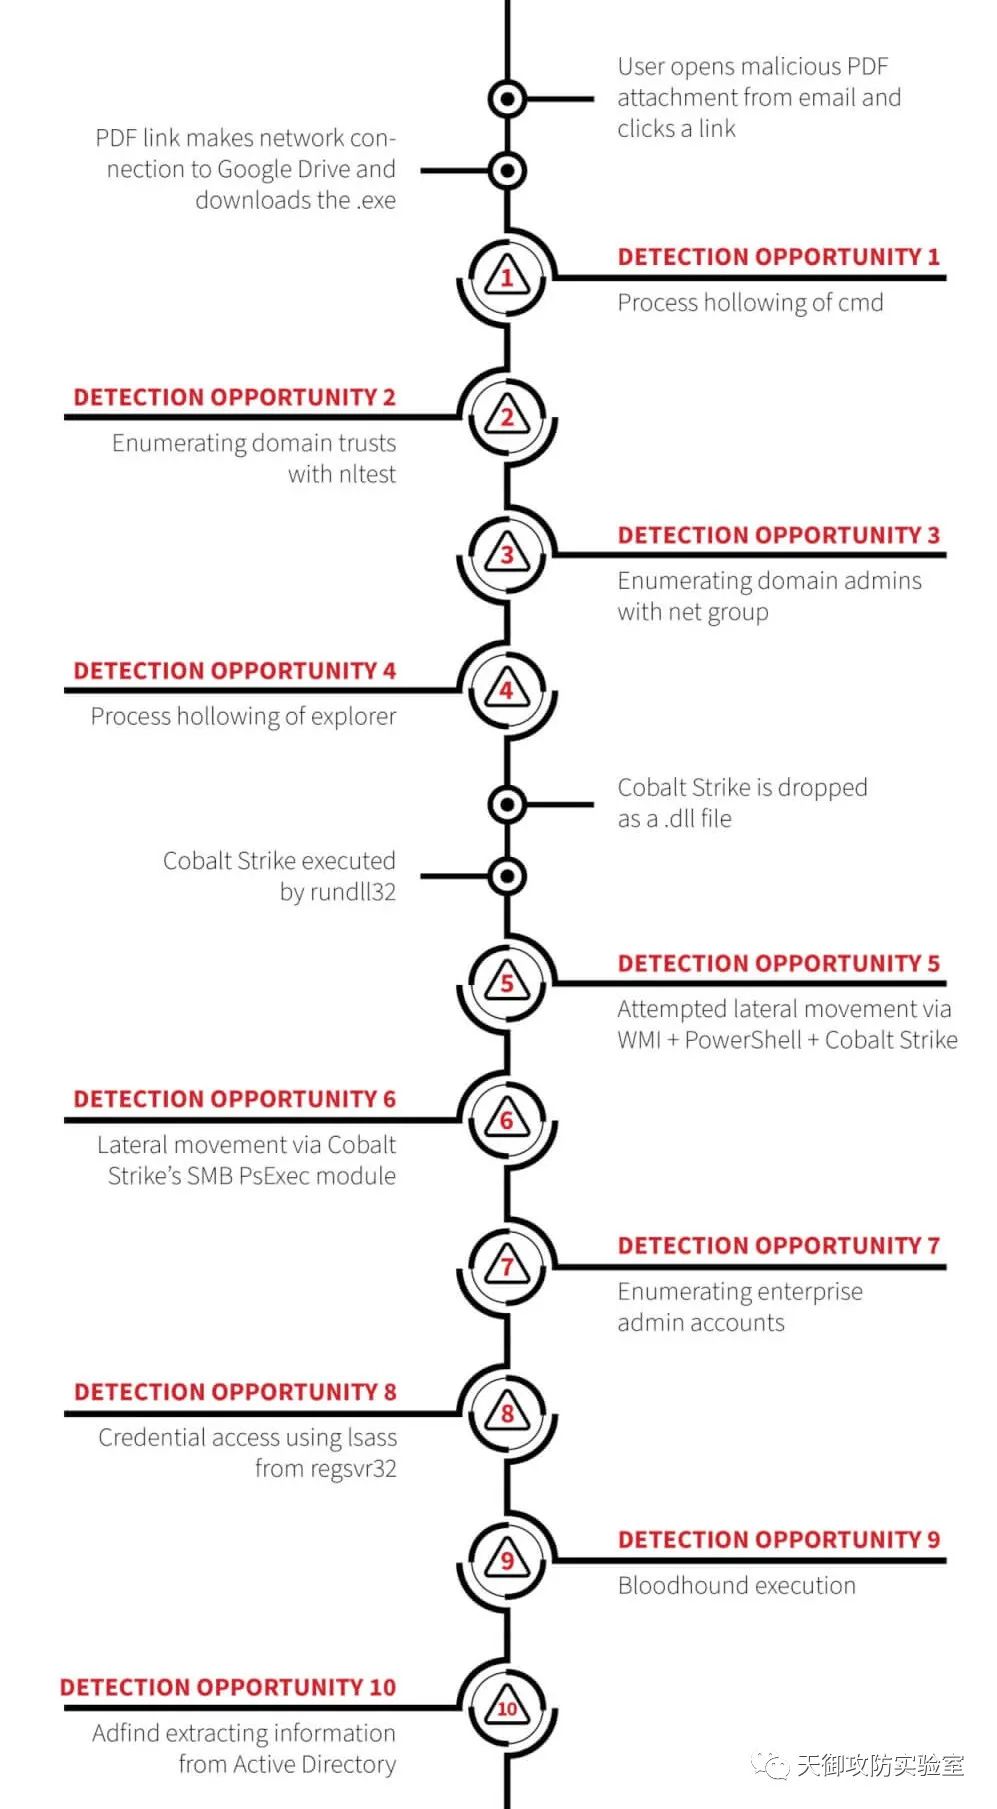 User opens malicious PDF
attachment from email and
clicks a link
PDF link makes network con-
nection to Google Drive and
downloads the .exe
1
DETECTION OPPORTUNITY 1
Process hollowing of cmd
DETECTION OPPORTUNITY 2
2
Enumerating domain trusts
with nltest
3
DETECTION OPPORTUNITY 3
Enumerating domain admins
with net group
DETECTION OPPORTUNITY 4
4
Process hollowing of explorer
Cobalt Strike is dropped
as a .dll file
Cobalt Strike executed
by rundll32
5
DETECTION OPPORTUNITY 5
Attempted lateral movement via
WMI + PowerShell + Cobalt Strike
DETECTION OPPORTUNITY 6
6
Lateral movement via Cobalt
Strike’s SMB PsExec module
7
DETECTION OPPORTUNITY 7
Enumerating enterprise
admin accounts
DETECTION OPPORTUNITY 8
8
Credential access using lsass
from regsvr32
9
DETECTION OPPORTUNITY 9
Bloodhound execution
DETECTION OPPORTUNITY 10
10
Adfind extracting information
from Active Directory
天御攻防实验室